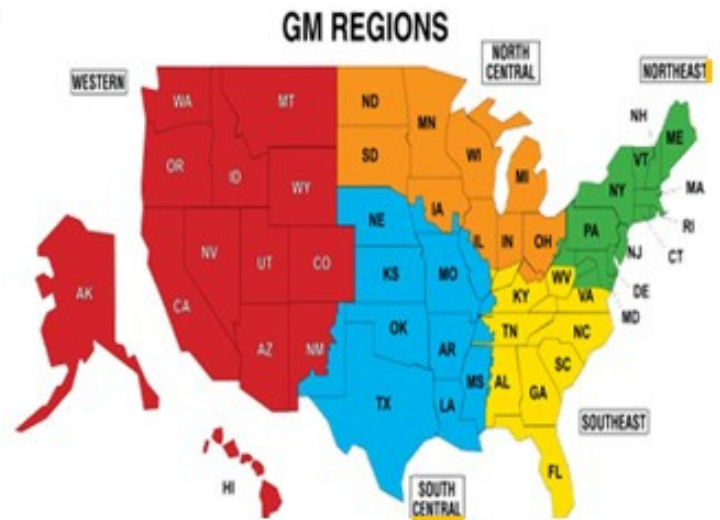 GM REGIONS
WESTERN
NORTH
CENTRAL
NORTHEAST
WA
MT
ND
MN
OR
ID
WY
SD
WI
MI
NH
ME
VT
NY
MA
RI
CT
NJ
DE
MD
PA
IA
IL
IN
OH
NV
UT
CO
CA
AZ
NM
NE
KS
MO
OK
AR
TX
LA
MS
KY
WV
VA
TN
NC
SC
AL
GA
FL
AK
HI
SOUTHEAST
SOUTH
CENTRAL